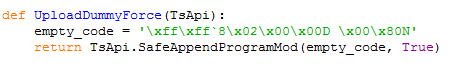 def UploadDummyForce(TsApi):
    empty_code = '\xff\xff`8\x02\x00\x00D \x00\x80N'
    return TsApi.SafeAppendProgramMod(empty_code, True)